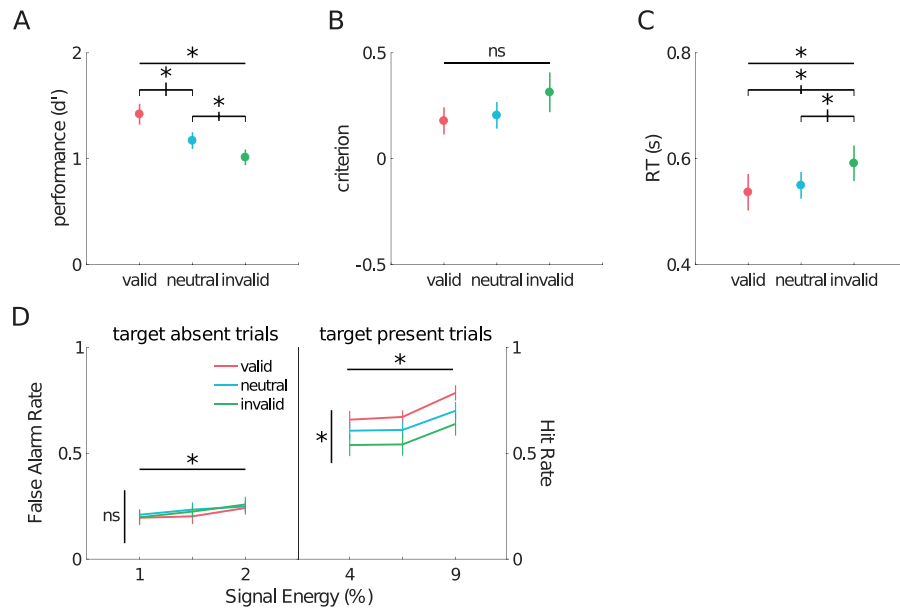 A
2
1
0
performance (d')
*
*
*
valid
neutral
invalid
B
0.5
0
-0.5
criterion
ns
valid
neutral
invalid
C
0.8
0.6
0.4
RT (s)
*
*
*
valid
neutral
invalid
D
target absent trials
target present trials
1
0.5
0
False Alarm Rate
valid
neutral
invalid
*
ns
*
*
1
0.5
0
Hit Rate
1
2
4
9
Signal Energy (%)